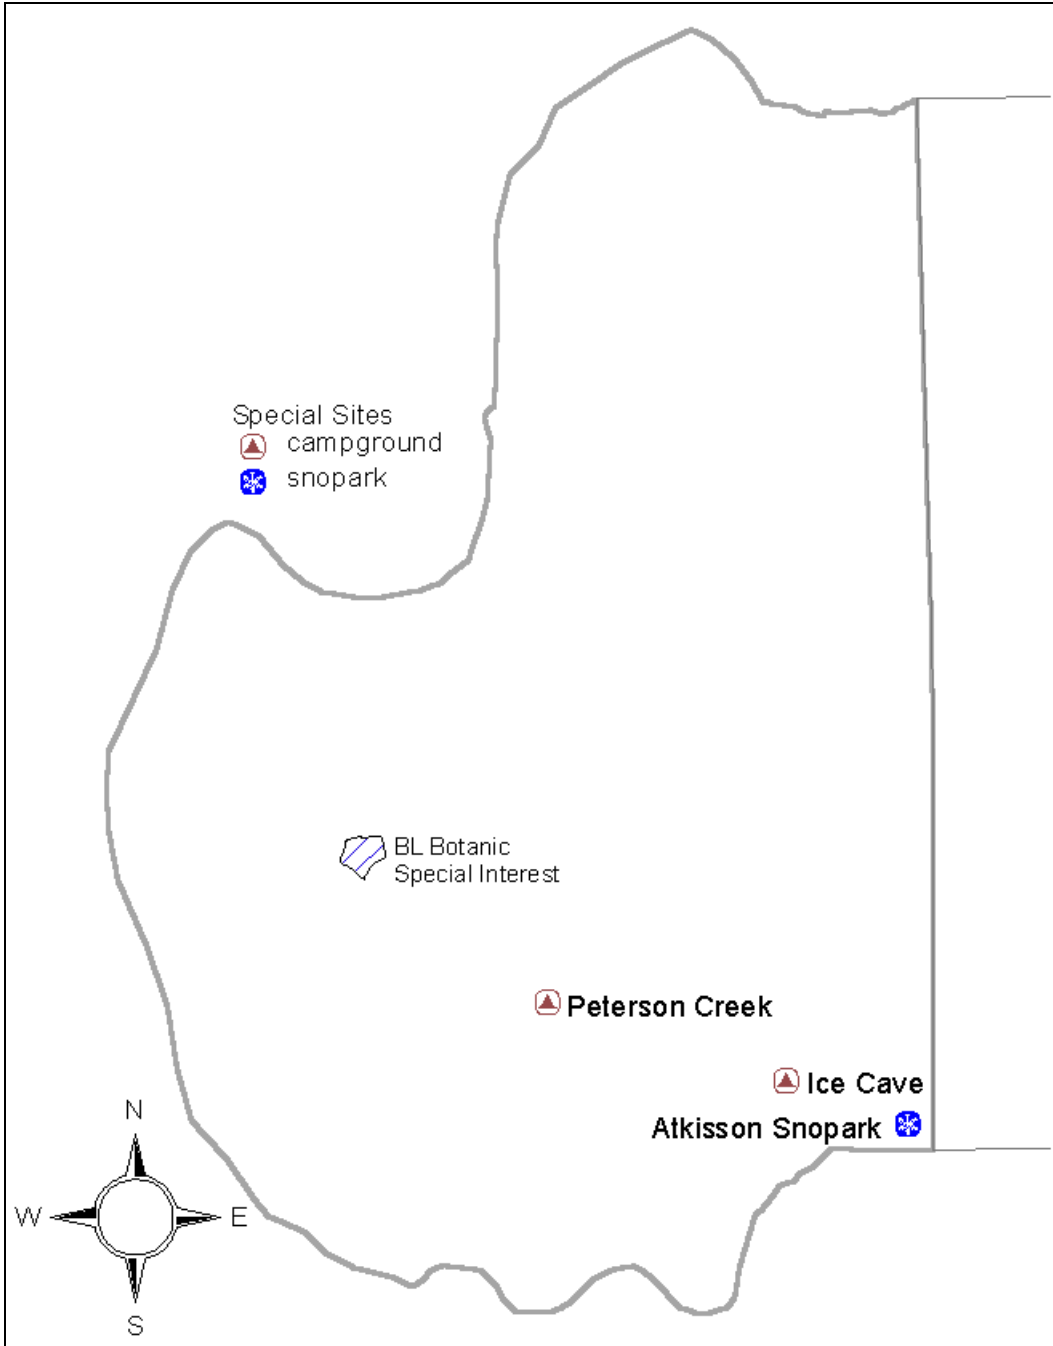 Special Sites
campground
snopark
BL Botanic
Special Interest
Peterson Creek
Ice Cave
Atkisson Snopark
N
W
E
S